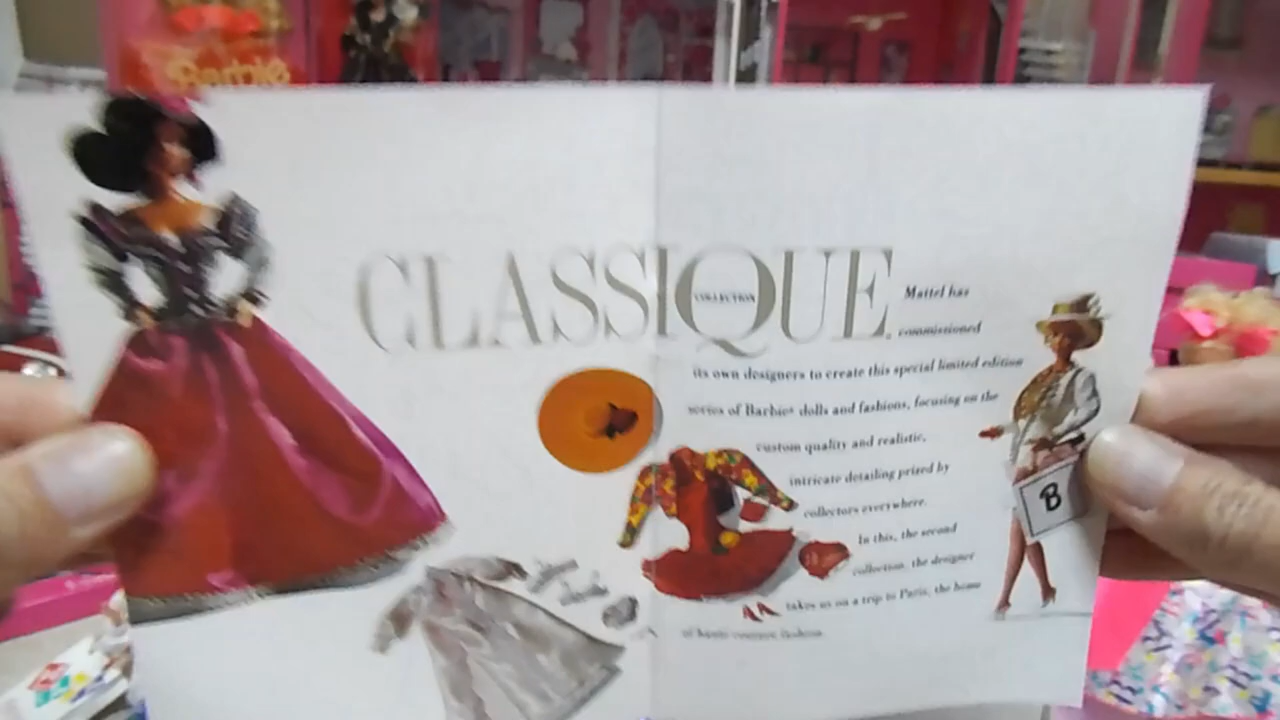 Barbie
CLASSIQUE
COLLECTION
Mattel has
commissioned
its own designers to create this special limited edition
series of Barbie® dolls and fashions, focusing on the
custom quality and realistic,
intricate detailing prized by
collectors everywhere.
In this, the second
collection, the designer
takes us on a trip to Paris, the home
of haute couture fashion.
B